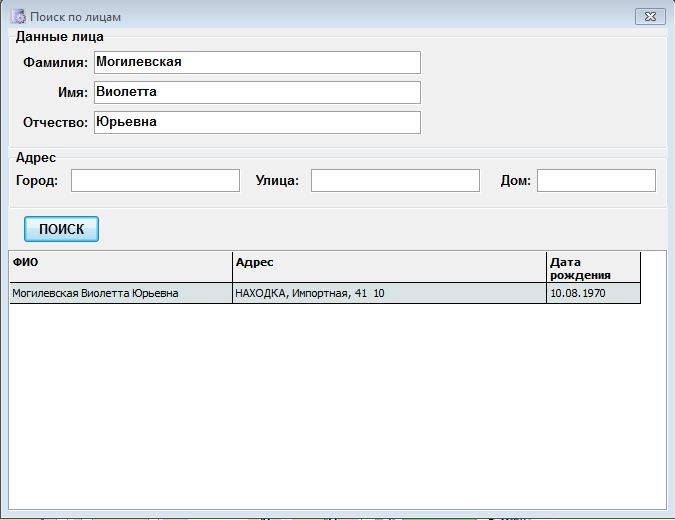 Поиск по лицам
Данные лица
Фамилия: Могилевская
Имя: Виолетта
Отчество: Юрьевна
Адрес
Город: Улица: Дом:
ПОИСК
ФИО Адрес Дата рождения
Могилевская Виолетта Юрьевна НАХОДКА, Импортная, 41 10 10.08.1970